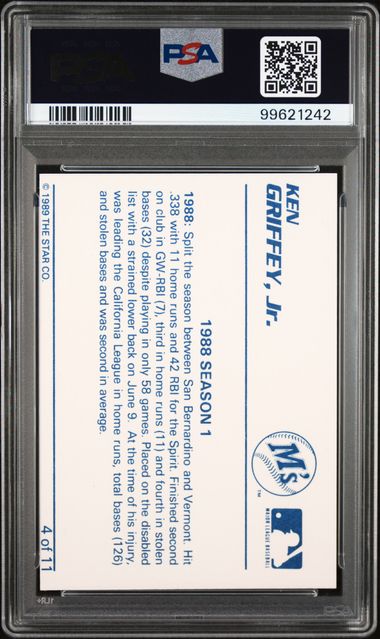 PSA
PSA
99621242
KEN
GRIFFEY, Jr.
M's
TM
MAJOR LEAGUE BASEBALL
1988 SEASON 1
1988: Split the season between San Bernardino and Vermont. Hit
.338 with 11 home runs and 42 RBI for the Spirit. Finished second
on club in GW-RBI (7), third in home runs (11) and fourth in stolen
bases (32) despite playing in only 58 games. Placed on the disabled
list with a strained lower back on June 9. At the time of his injury,
was leading the California League in home runs, total bases (126)
and stolen bases and was second in average.
© 1989 THE STAR CO.
4 of 11